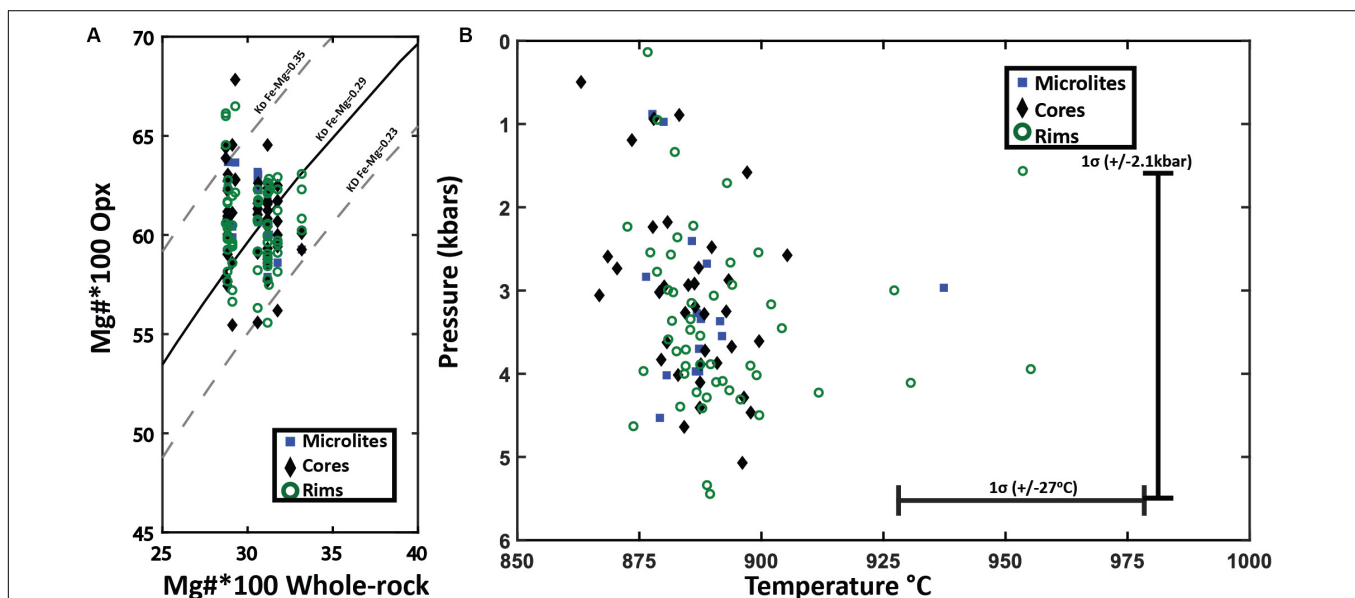 A
70
65
60
55
50
45
25
30
35
40
Mg#*100 Opx
Mg#*100 Whole-rock
KD Fe-Mg=0.35
KD Fe-Mg=0.29
KD Fe-Mg=0.23
Microlites
Cores
Rims
B
0
1
2
3
4
5
6
850
875
900
925
950
975
1000
Pressure (kbars)
Temperature °C
Microlites
Cores
Rims
1σ (+/-2.1kbar)
1σ (+/-27°C)